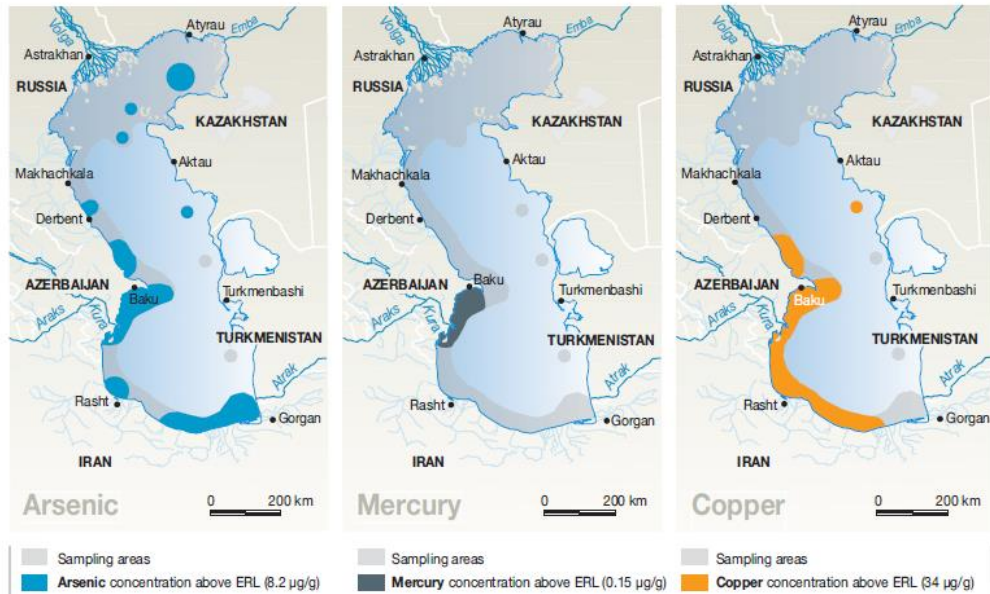 Atyrau
Volga
Emba
Astrakhan
RUSSIA
KAZAKHSTAN
Aktau
Makhachkala
Derbent
AZERBAIJAN
Baku
Turkmenbashi
Araks
Kura
TURKMENISTAN
Atrak
Rasht
Gorgan
IRAN
Arsenic
0 200 km
Sampling areas
Arsenic concentration above ERL (8.2 µg/g)
Atyrau
Volga
Emba
Astrakhan
RUSSIA
KAZAKHSTAN
Aktau
Makhachkala
Derbent
AZERBAIJAN
Baku
Turkmenbashi
Araks
Kura
TURKMENISTAN
Atrak
Rasht
Gorgan
IRAN
Mercury
0 200 km
Sampling areas
Mercury concentration above ERL (0.15 µg/g)
Atyrau
Volga
Emba
Astrakhan
RUSSIA
KAZAKHSTAN
Aktau
Makhachkala
Derbent
AZERBAIJAN
Baku
Turkmenbashi
Araks
Kura
TURKMENISTAN
Atrak
Rasht
Gorgan
IRAN
Copper
0 200 km
Sampling areas
Copper concentration above ERL (34 µg/g)